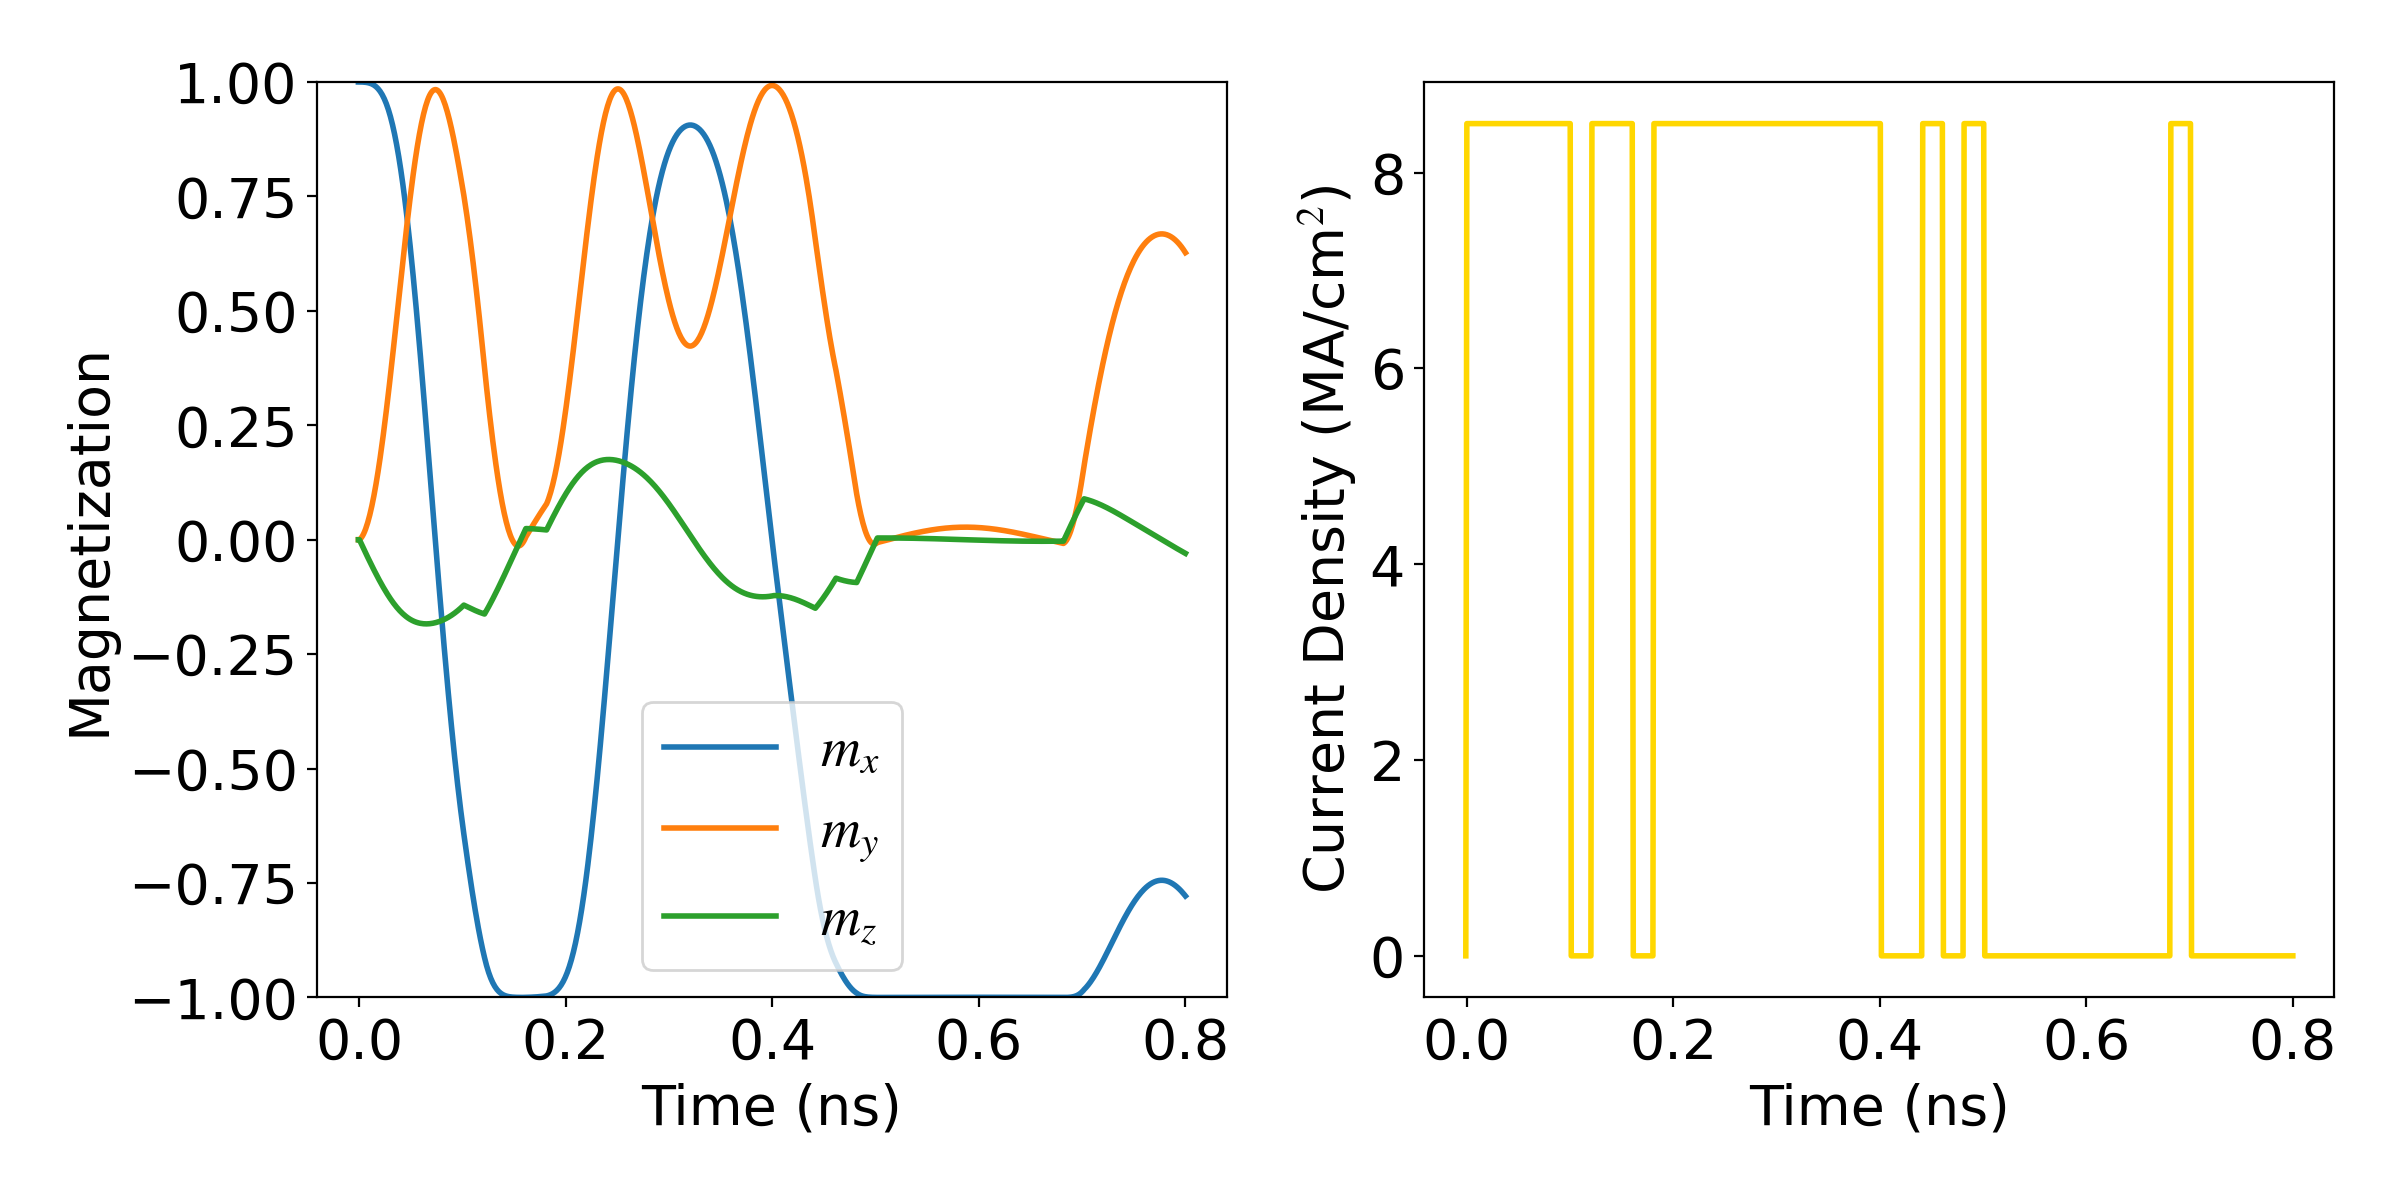 Magnetization
1.00
0.75
0.50
0.25
0.00
−0.25
−0.50
−0.75
−1.00
0.0 0.2 0.4 0.6 0.8
Time (ns)
m_x
m_y
m_z
Current Density (MA/cm²)
8
6
4
2
0
0.0 0.2 0.4 0.6 0.8
Time (ns)